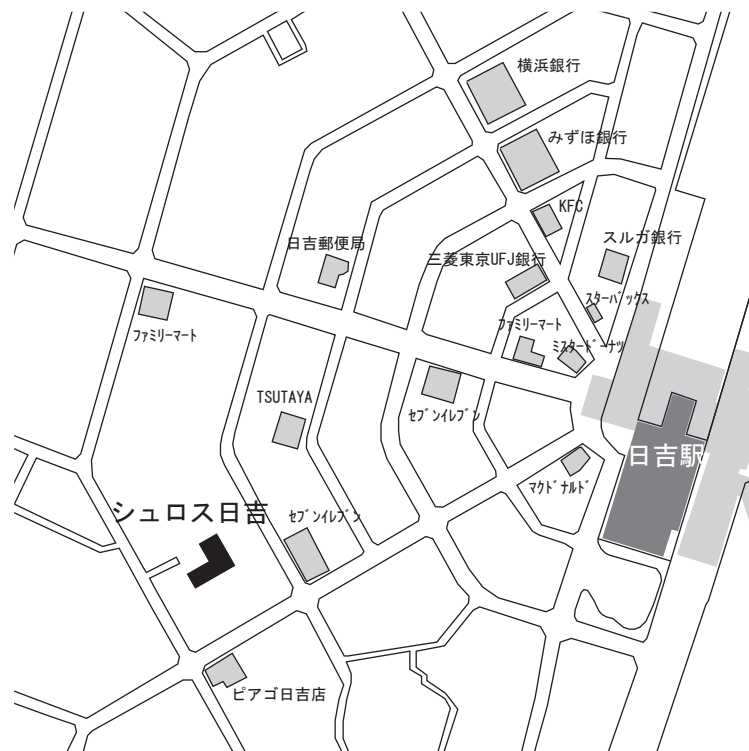 横浜銀行
みずほ銀行
KFC
日吉郵便局
スルガ銀行
三菱東京UFJ銀行
ｽﾀｰﾊﾞｯｸｽ
ﾌｧﾐﾘｰﾏｰﾄ
ﾌｧﾐﾘｰﾏｰﾄ
ﾐｽﾀｰﾄﾞｰﾅﾂ
TSUTAYA
ｾﾌﾞﾝｲﾚﾌﾞﾝ
日吉駅
ﾏｸﾄﾞﾅﾙﾄﾞ
シュロス日吉
ｾﾌﾞﾝｲﾚﾌﾞﾝ
ピアゴ日吉店